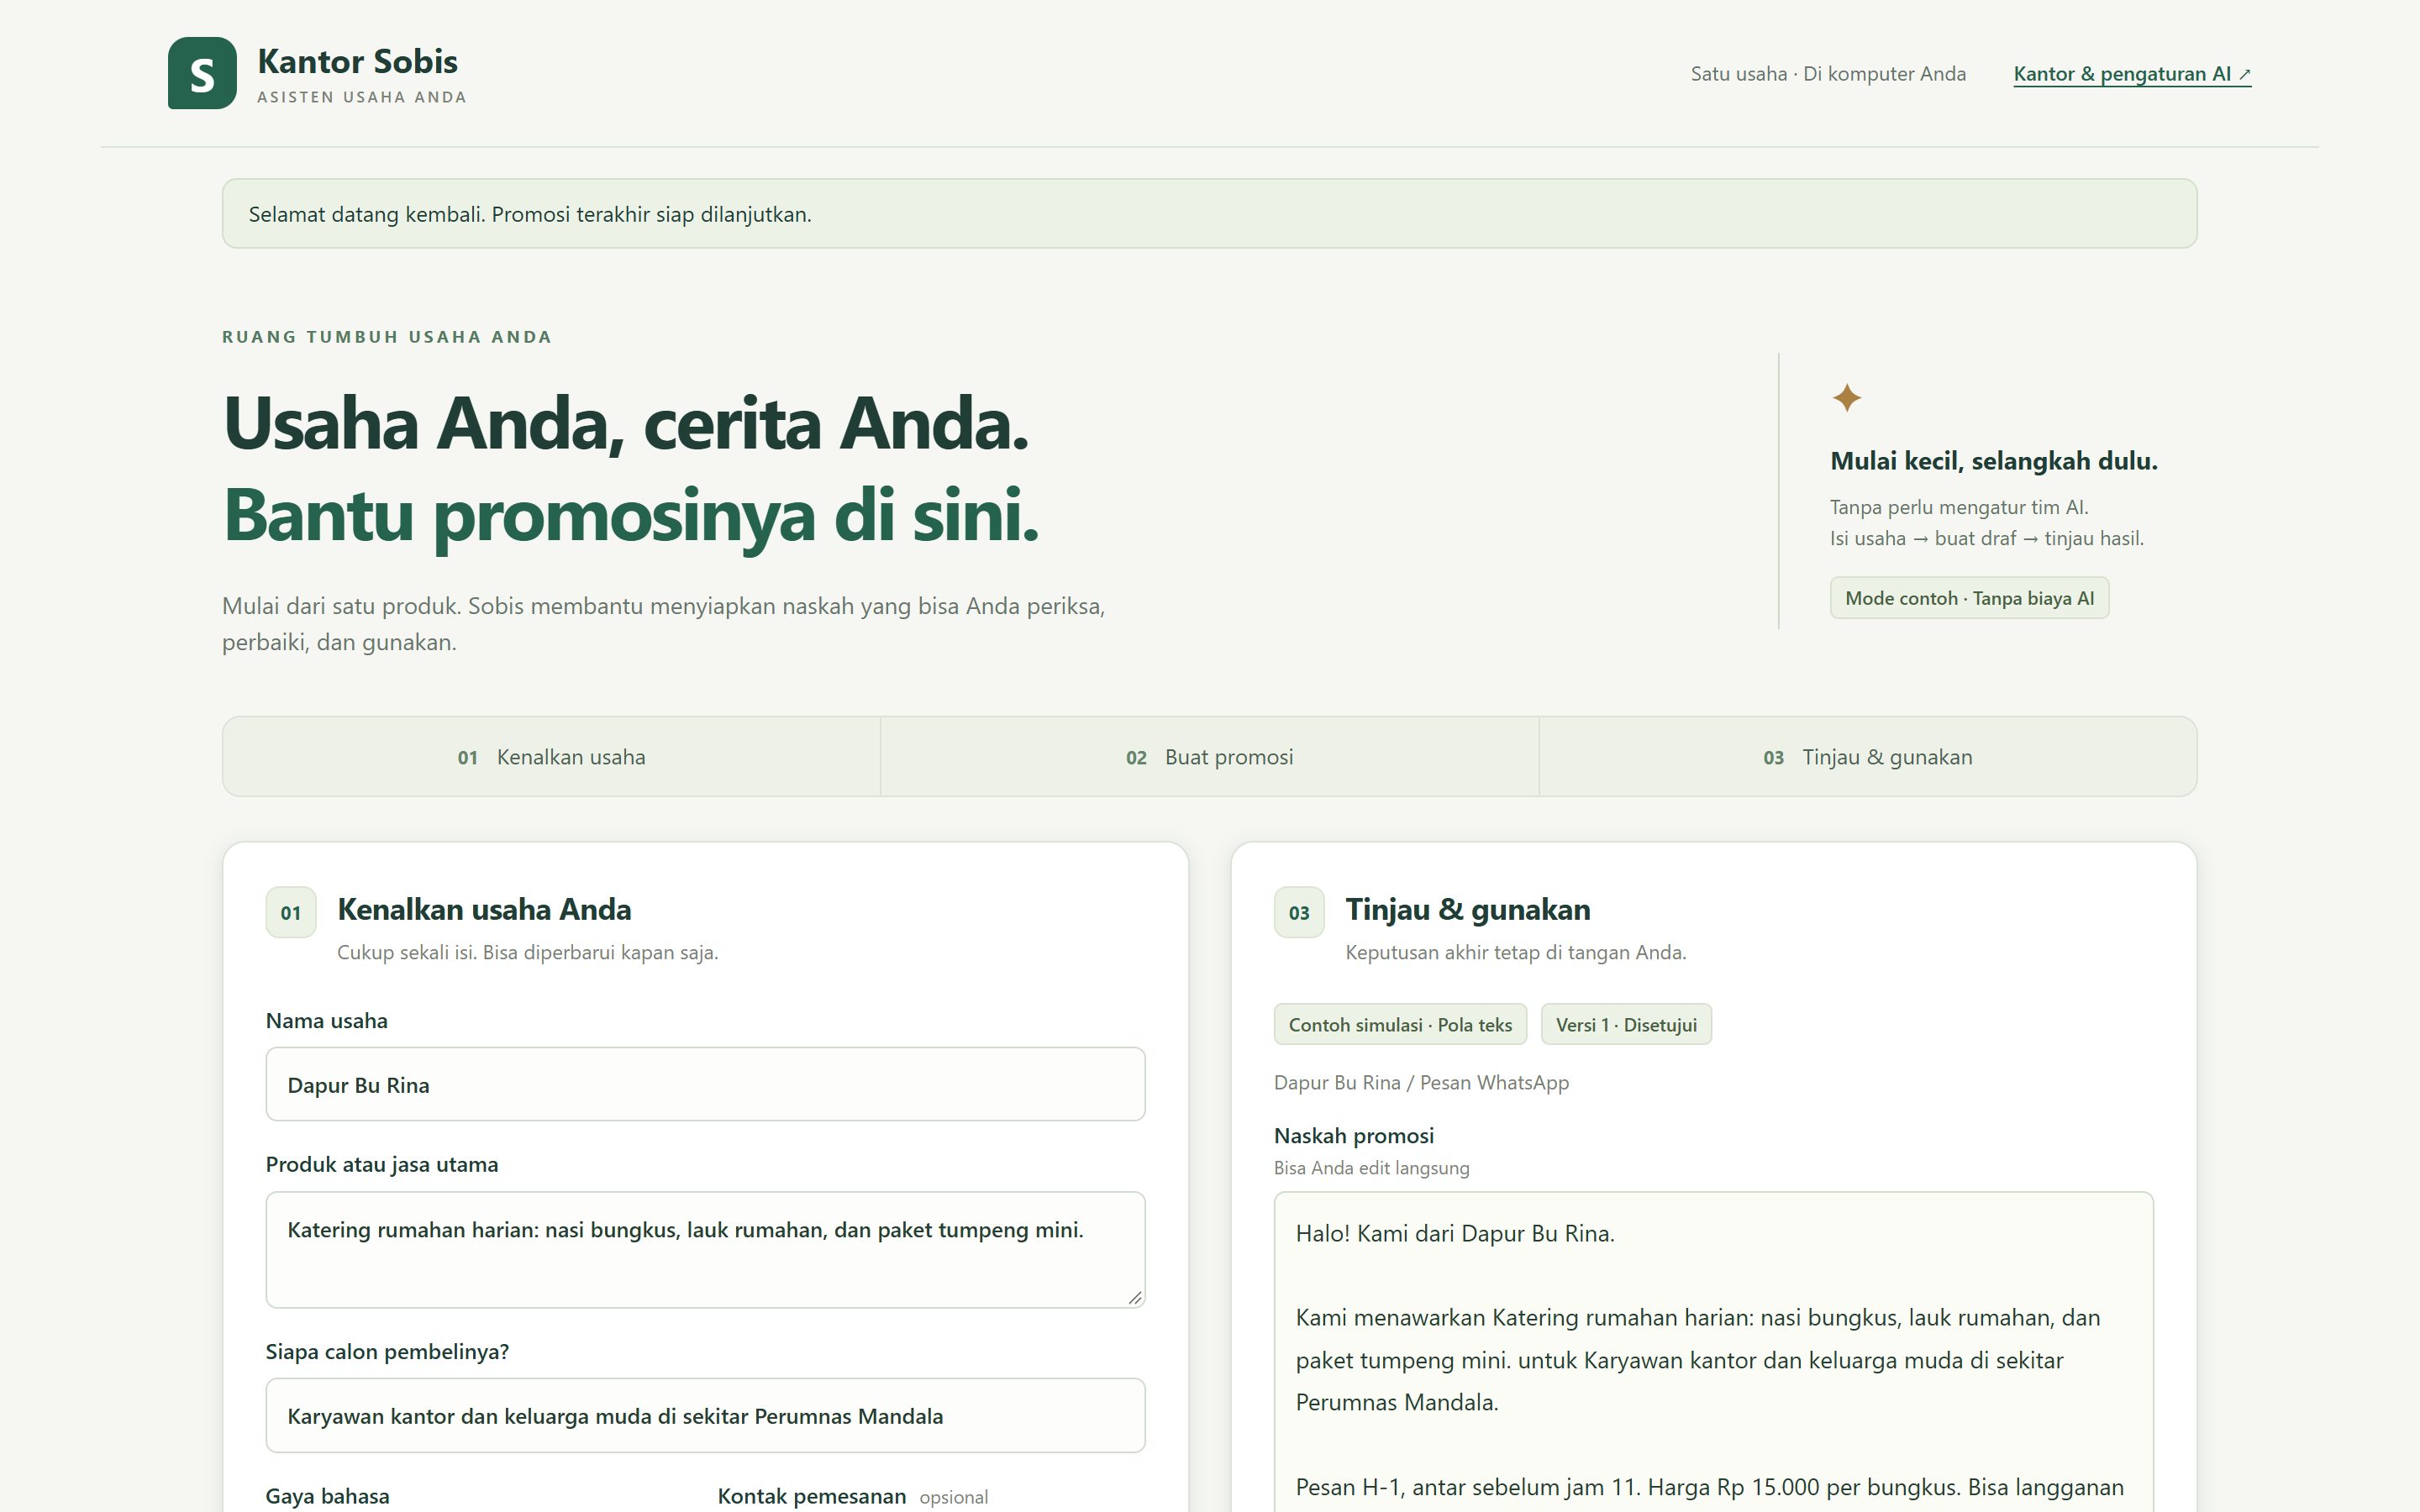 S
Kantor Sobis
ASISTEN USAHA ANDA
Satu usaha · Di komputer Anda
Kantor & pengaturan AI ↗
Selamat datang kembali. Promosi terakhir siap dilanjutkan.
RUANG TUMBUH USAHA ANDA
Usaha Anda, cerita Anda.
Bantu promosinya di sini.
Mulai dari satu produk. Sobis membantu menyiapkan naskah yang bisa Anda periksa,
perbaiki, dan gunakan.
Mulai kecil, selangkah dulu.
Tanpa perlu mengatur tim AI.
Isi usaha → buat draf → tinjau hasil.
Mode contoh · Tanpa biaya AI
01 Kenalkan usaha
02 Buat promosi
03 Tinjau & gunakan
01 Kenalkan usaha Anda
Cukup sekali isi. Bisa diperbarui kapan saja.
Nama usaha
Dapur Bu Rina
Produk atau jasa utama
Katering rumahan harian: nasi bungkus, lauk rumahan, dan paket tumpeng mini.
Siapa calon pembelinya?
Karyawan kantor dan keluarga muda di sekitar Perumnas Mandala
Gaya bahasa
Kontak pemesanan opsional
03 Tinjau & gunakan
Keputusan akhir tetap di tangan Anda.
Contoh simulasi · Pola teks
Versi 1 · Disetujui
Dapur Bu Rina / Pesan WhatsApp
Naskah promosi
Bisa Anda edit langsung
Halo! Kami dari Dapur Bu Rina.
Kami menawarkan Katering rumahan harian: nasi bungkus, lauk rumahan, dan
paket tumpeng mini. untuk Karyawan kantor dan keluarga muda di sekitar
Perumnas Mandala.
Pesan H-1, antar sebelum jam 11. Harga Rp 15.000 per bungkus. Bisa langganan